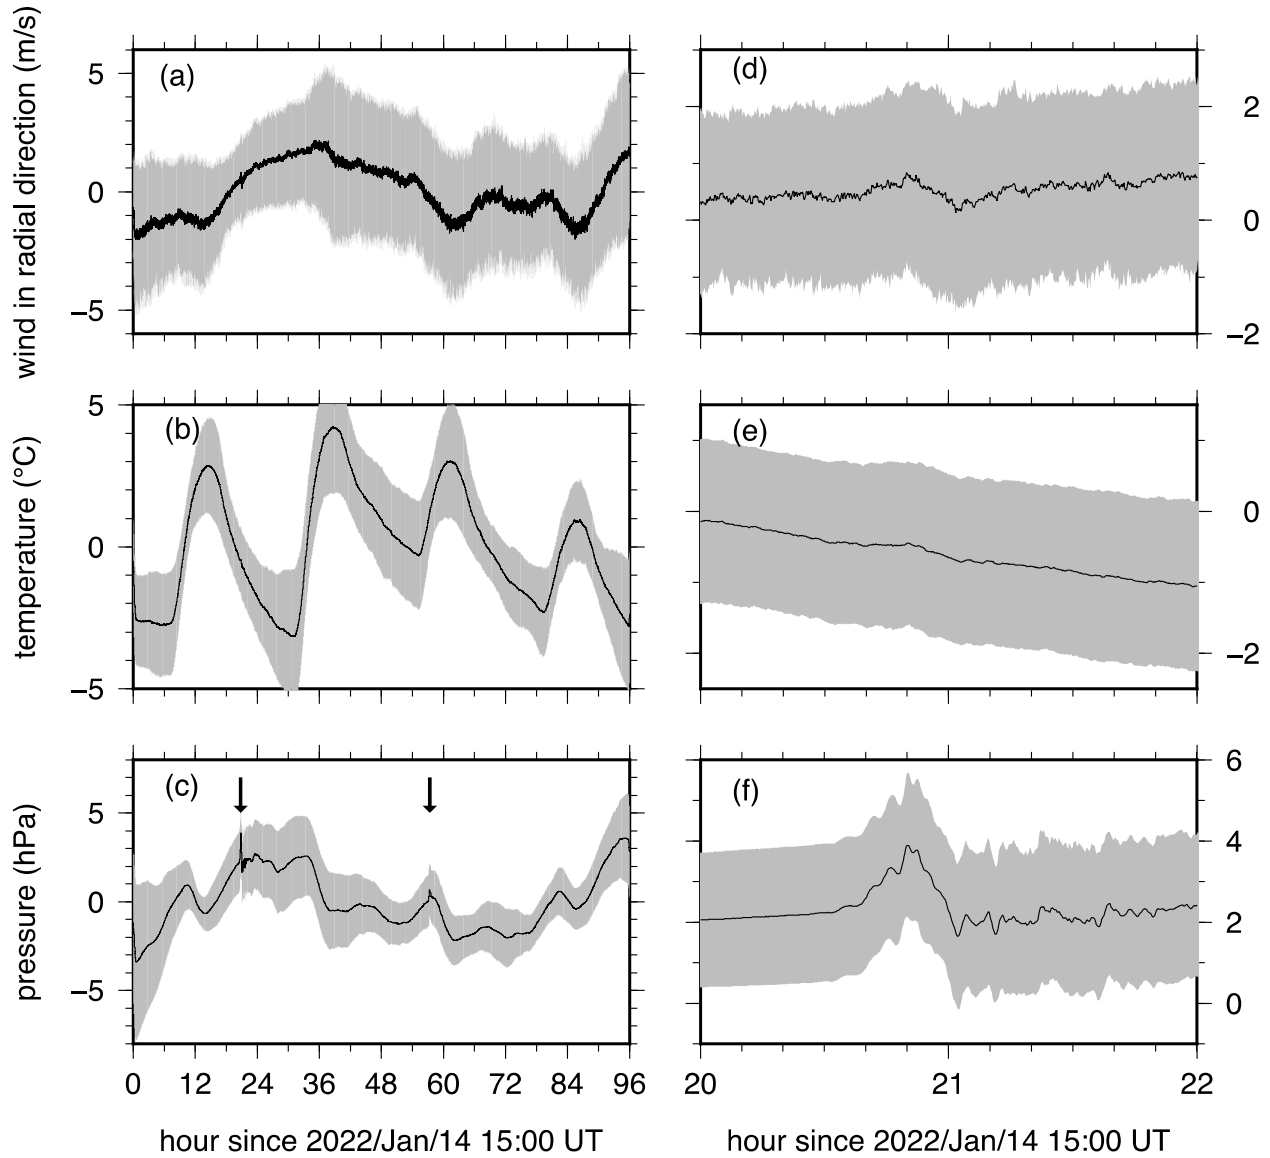 wind in radial direction (m/s)
(a)
5
0
−5
(d)
2
0
−2
temperature (°C)
(b)
5
0
−5
(e)
0
−2
pressure (hPa)
(c)
5
0
−5
(f)
6
4
2
0
0 12 24 36 48 60 72 84 96
20 21 22
hour since 2022/Jan/14 15:00 UT
hour since 2022/Jan/14 15:00 UT